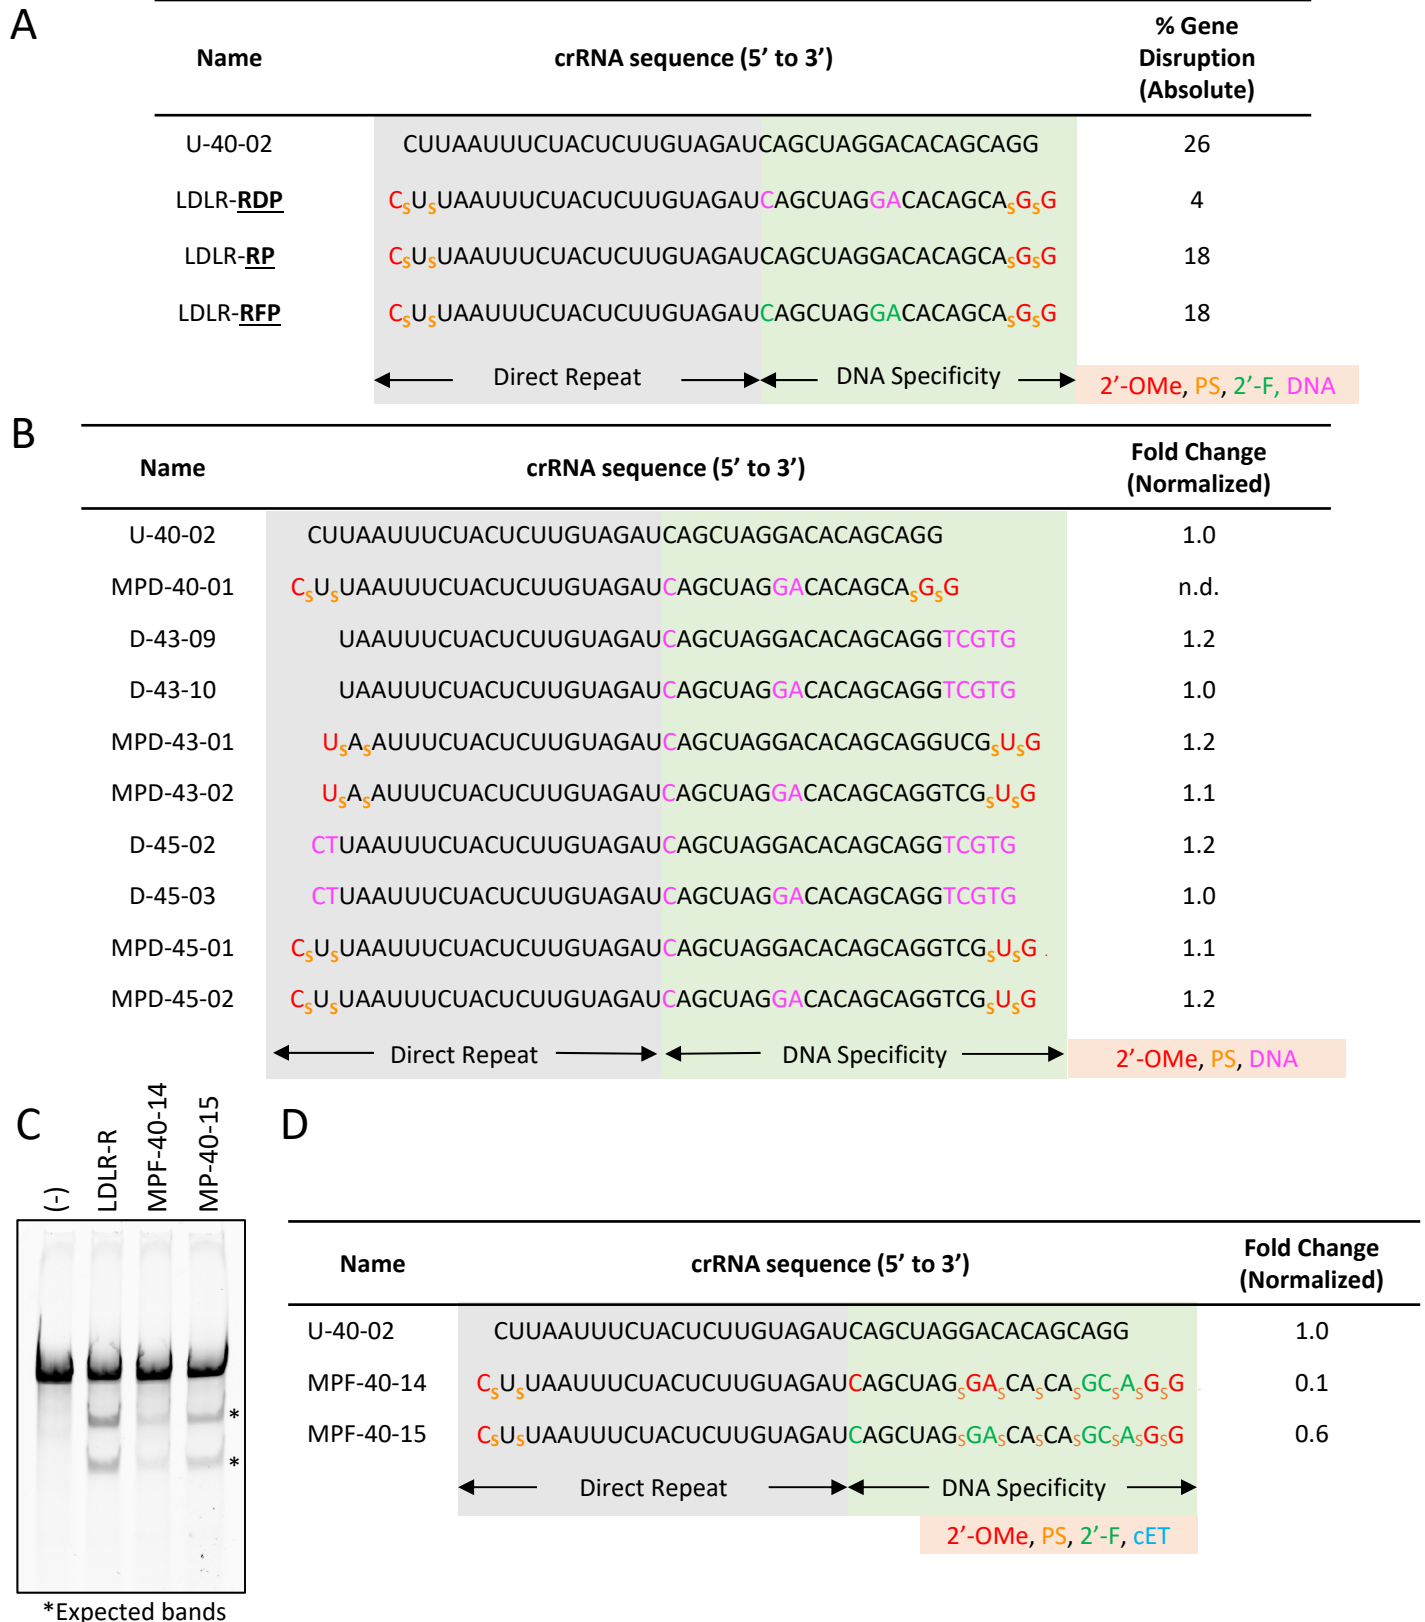 A
Name crRNA sequence (5’ to 3’) % Gene Disruption (Absolute)
U-40-02 CUUAAUUUCUACUCUUGUAGAUCAGCUAGGACACAGCAGG 26
LDLR-RDP CsUsUAAUUUCUACUCUUGUAGAUCAGCUAGGACACAGCAsGsG 4
LDLR-RP CsUsUAAUUUCUACUCUUGUAGAUCAGCUAGGACACAGCAsGsG 18
LDLR-RFP CsUsUAAUUUCUACUCUUGUAGAUCAGCUAGGACACAGCAsGsG 18
Direct Repeat DNA Specificity
2’-OMe, PS, 2’-F, DNA
B
Name crRNA sequence (5’ to 3’) Fold Change (Normalized)
U-40-02 CUUAAUUUCUACUCUUGUAGAUCAGCUAGGACACAGCAGG 1.0
MPD-40-01 CsUsUAAUUUCUACUCUUGUAGAUCAGCUAGGACACAGCAsGsG n.d.
D-43-09 UAAUUUCUACUCUUGUAGAUCAGCUAGGACACAGCAGGTCGTG 1.2
D-43-10 UAAUUUCUACUCUUGUAGAUCAGCUAGGACACAGCAGGTCGTG 1.0
MPD-43-01 UsAsAUUUCUACUCUUGUAGAUCAGCUAGGACACAGCAGGUCGsUsG 1.2
MPD-43-02 UsAsAUUUCUACUCUUGUAGAUCAGCUAGGACACAGCAGGTCGsUsG 1.1
D-45-02 CTUAAUUUCUACUCUUGUAGAUCAGCUAGGACACAGCAGGTCGTG 1.2
D-45-03 CTUAAUUUCUACUCUUGUAGAUCAGCUAGGACACAGCAGGTCGTG 1.0
MPD-45-01 CsUsUAAUUUCUACUCUUGUAGAUCAGCUAGGACACAGCAGGTCGsUsG 1.1
MPD-45-02 CsUsUAAUUUCUACUCUUGUAGAUCAGCUAGGACACAGCAGGTCGsUsG 1.2
Direct Repeat DNA Specificity
2’-OMe, PS, DNA
C
(-) LDLR-R MPF-40-14 MP-40-15
*
*
*Expected bands
D
Name crRNA sequence (5’ to 3’) Fold Change (Normalized)
U-40-02 CUUAAUUUCUACUCUUGUAGAUCAGCUAGGACACAGCAGG 1.0
MPF-40-14 CsUsUAAUUUCUACUCUUGUAGAUCAGCUAGsGAsCAsCAsGCsAsGsG 0.1
MPF-40-15 CsUsUAAUUUCUACUCUUGUAGAUCAGCUAGsGAsCAsCAsGCsAsGsG 0.6
Direct Repeat DNA Specificity
2’-OMe, PS, 2’-F, cET